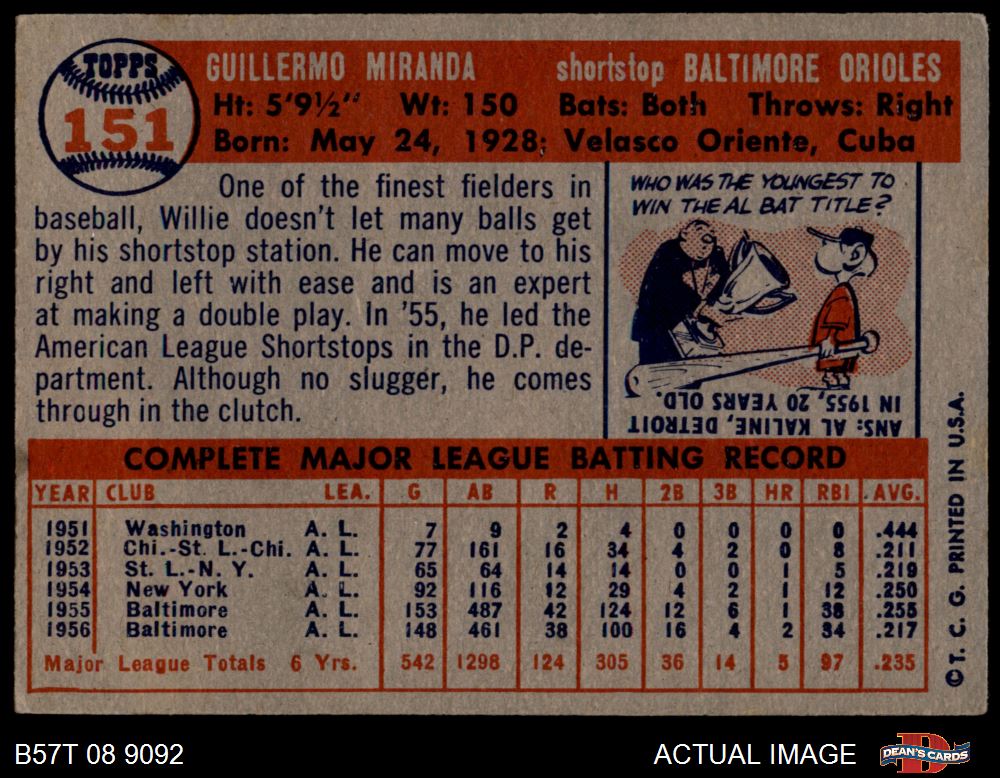 TOPPS
151
GUILLERMO MIRANDA shortstop BALTIMORE ORIOLES
Ht: 5'9½" Wt: 150 Bats: Both Throws: Right
Born: May 24, 1928; Velasco Oriente, Cuba
One of the finest fielders in
baseball, Willie doesn't let many balls get
by his shortstop station. He can move to his
right and left with ease and is an expert
at making a double play. In '55, he led the
American League Shortstops in the D.P. de-
partment. Although no slugger, he comes
through in the clutch.
WHO WAS THE YOUNGEST TO
WIN THE AL BAT TITLE?
ANS: AL KALINE, DETROIT
IN 1955, 20 YEARS OLD.
COMPLETE MAJOR LEAGUE BATTING RECORD
YEAR CLUB LEA. G AB R H 2B 3B HR RBI AVG.
1951 Washington A. L. 7 9 2 4 0 0 0 0 .444
1952 Chi.-St. L.-Chi. A. L. 77 161 16 34 4 2 0 8 .211
1953 St. L.-N. Y. A. L. 65 64 14 14 0 0 1 5 .219
1954 New York A. L. 92 116 12 29 4 2 1 12 .250
1955 Baltimore A. L. 153 487 42 124 12 6 1 38 .255
1956 Baltimore A. L. 148 461 38 100 16 4 2 34 .217
Major League Totals 6 Yrs. 542 1298 124 305 36 14 5 97 .235
© T. C. G. PRINTED IN U.S.A.
B57T 08 9092 ACTUAL IMAGE
DEAN'S CARDS